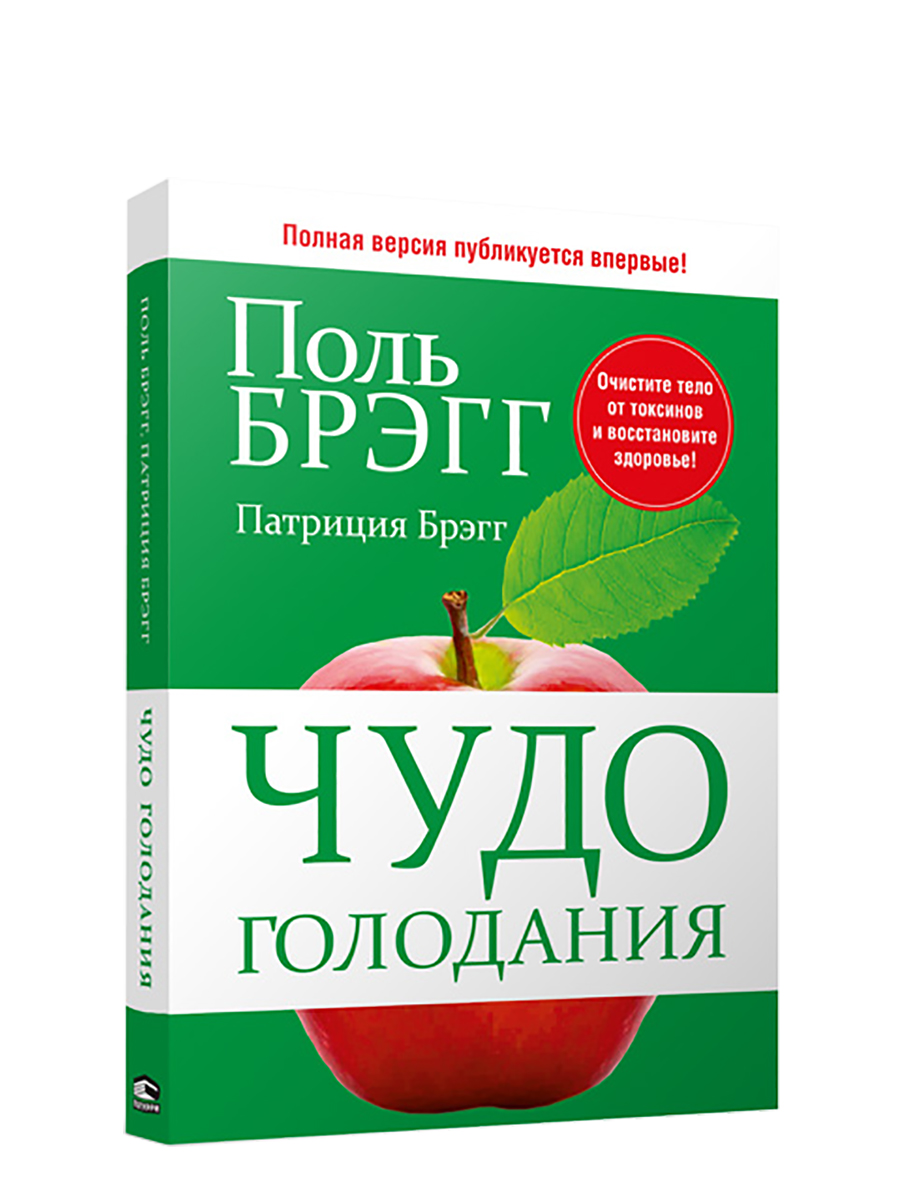 Полная версия публикуется впервые!
Поль
БРЭГГ
Патриция Брэгг
Очистите тело
от токсинов
и восстановите
здоровье!
ЧУДО
ГОЛОДАНИЯ
ПОЛЬ БРЭГГ, ПАТРИЦИЯ БРЭГГ
ЧУДО ГОЛОДАНИЯ
ПОПУРРИ